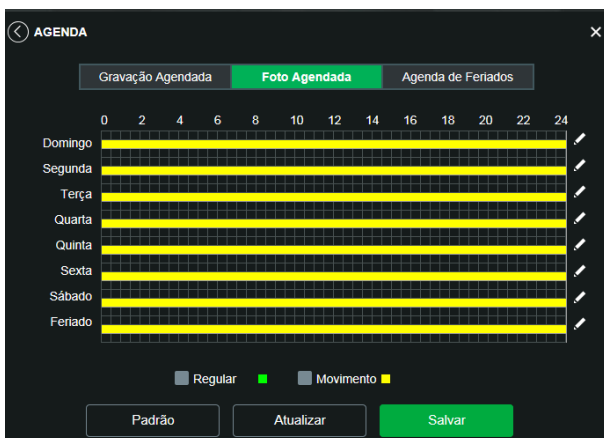 AGENDA
Gravação Agendada Foto Agendada Agenda de Feriados
0 2 4 6 8 10 12 14 16 18 20 22 24
Domingo
Segunda
Terça
Quarta
Quinta
Sexta
Sábado
Feriado
Regular Movimento
Padrão Atualizar Salvar